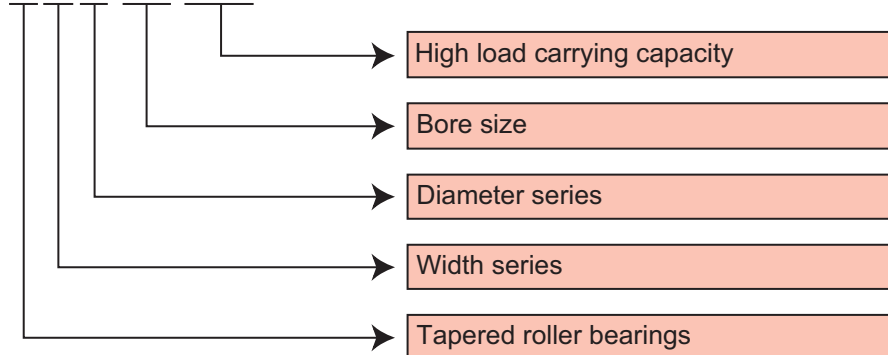 High load carrying capacity
Bore size
Diameter series
Width series
Tapered roller bearings